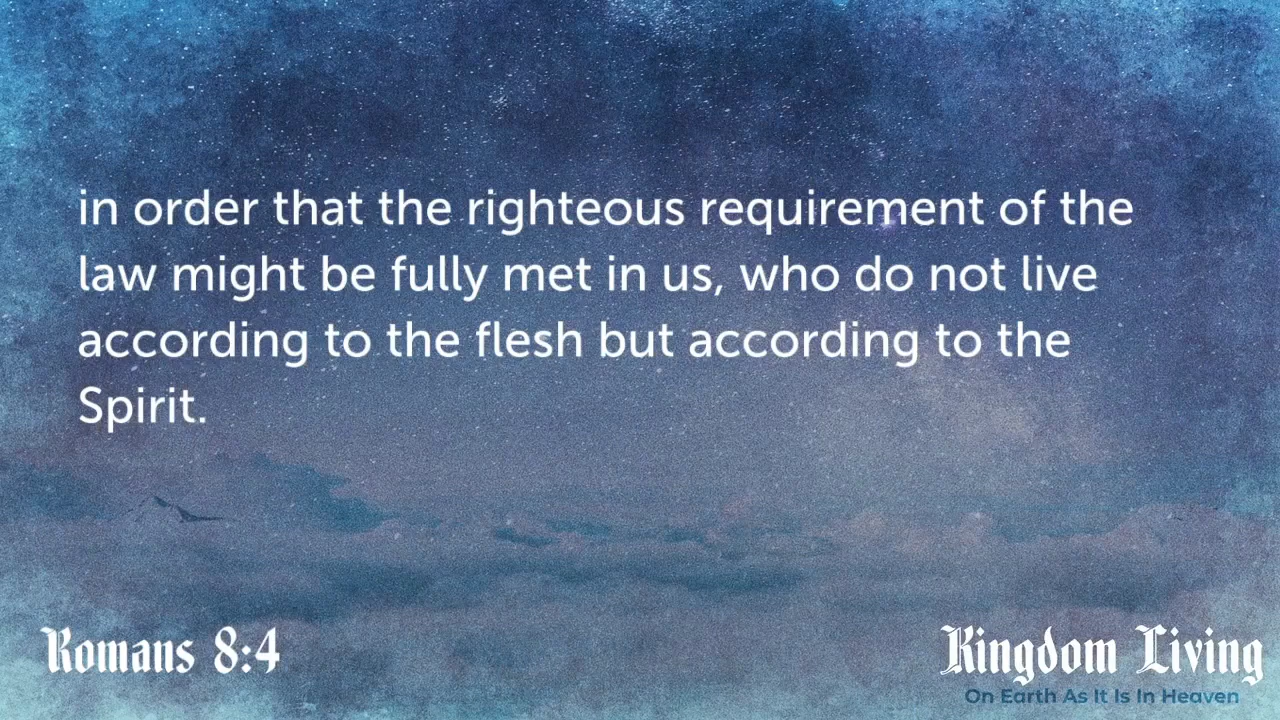 in order that the righteous requirement of the
law might be fully met in us, who do not live
according to the flesh but according to the
Spirit.
Romans 8:4
Kingdom Living
On Earth As It Is In Heaven